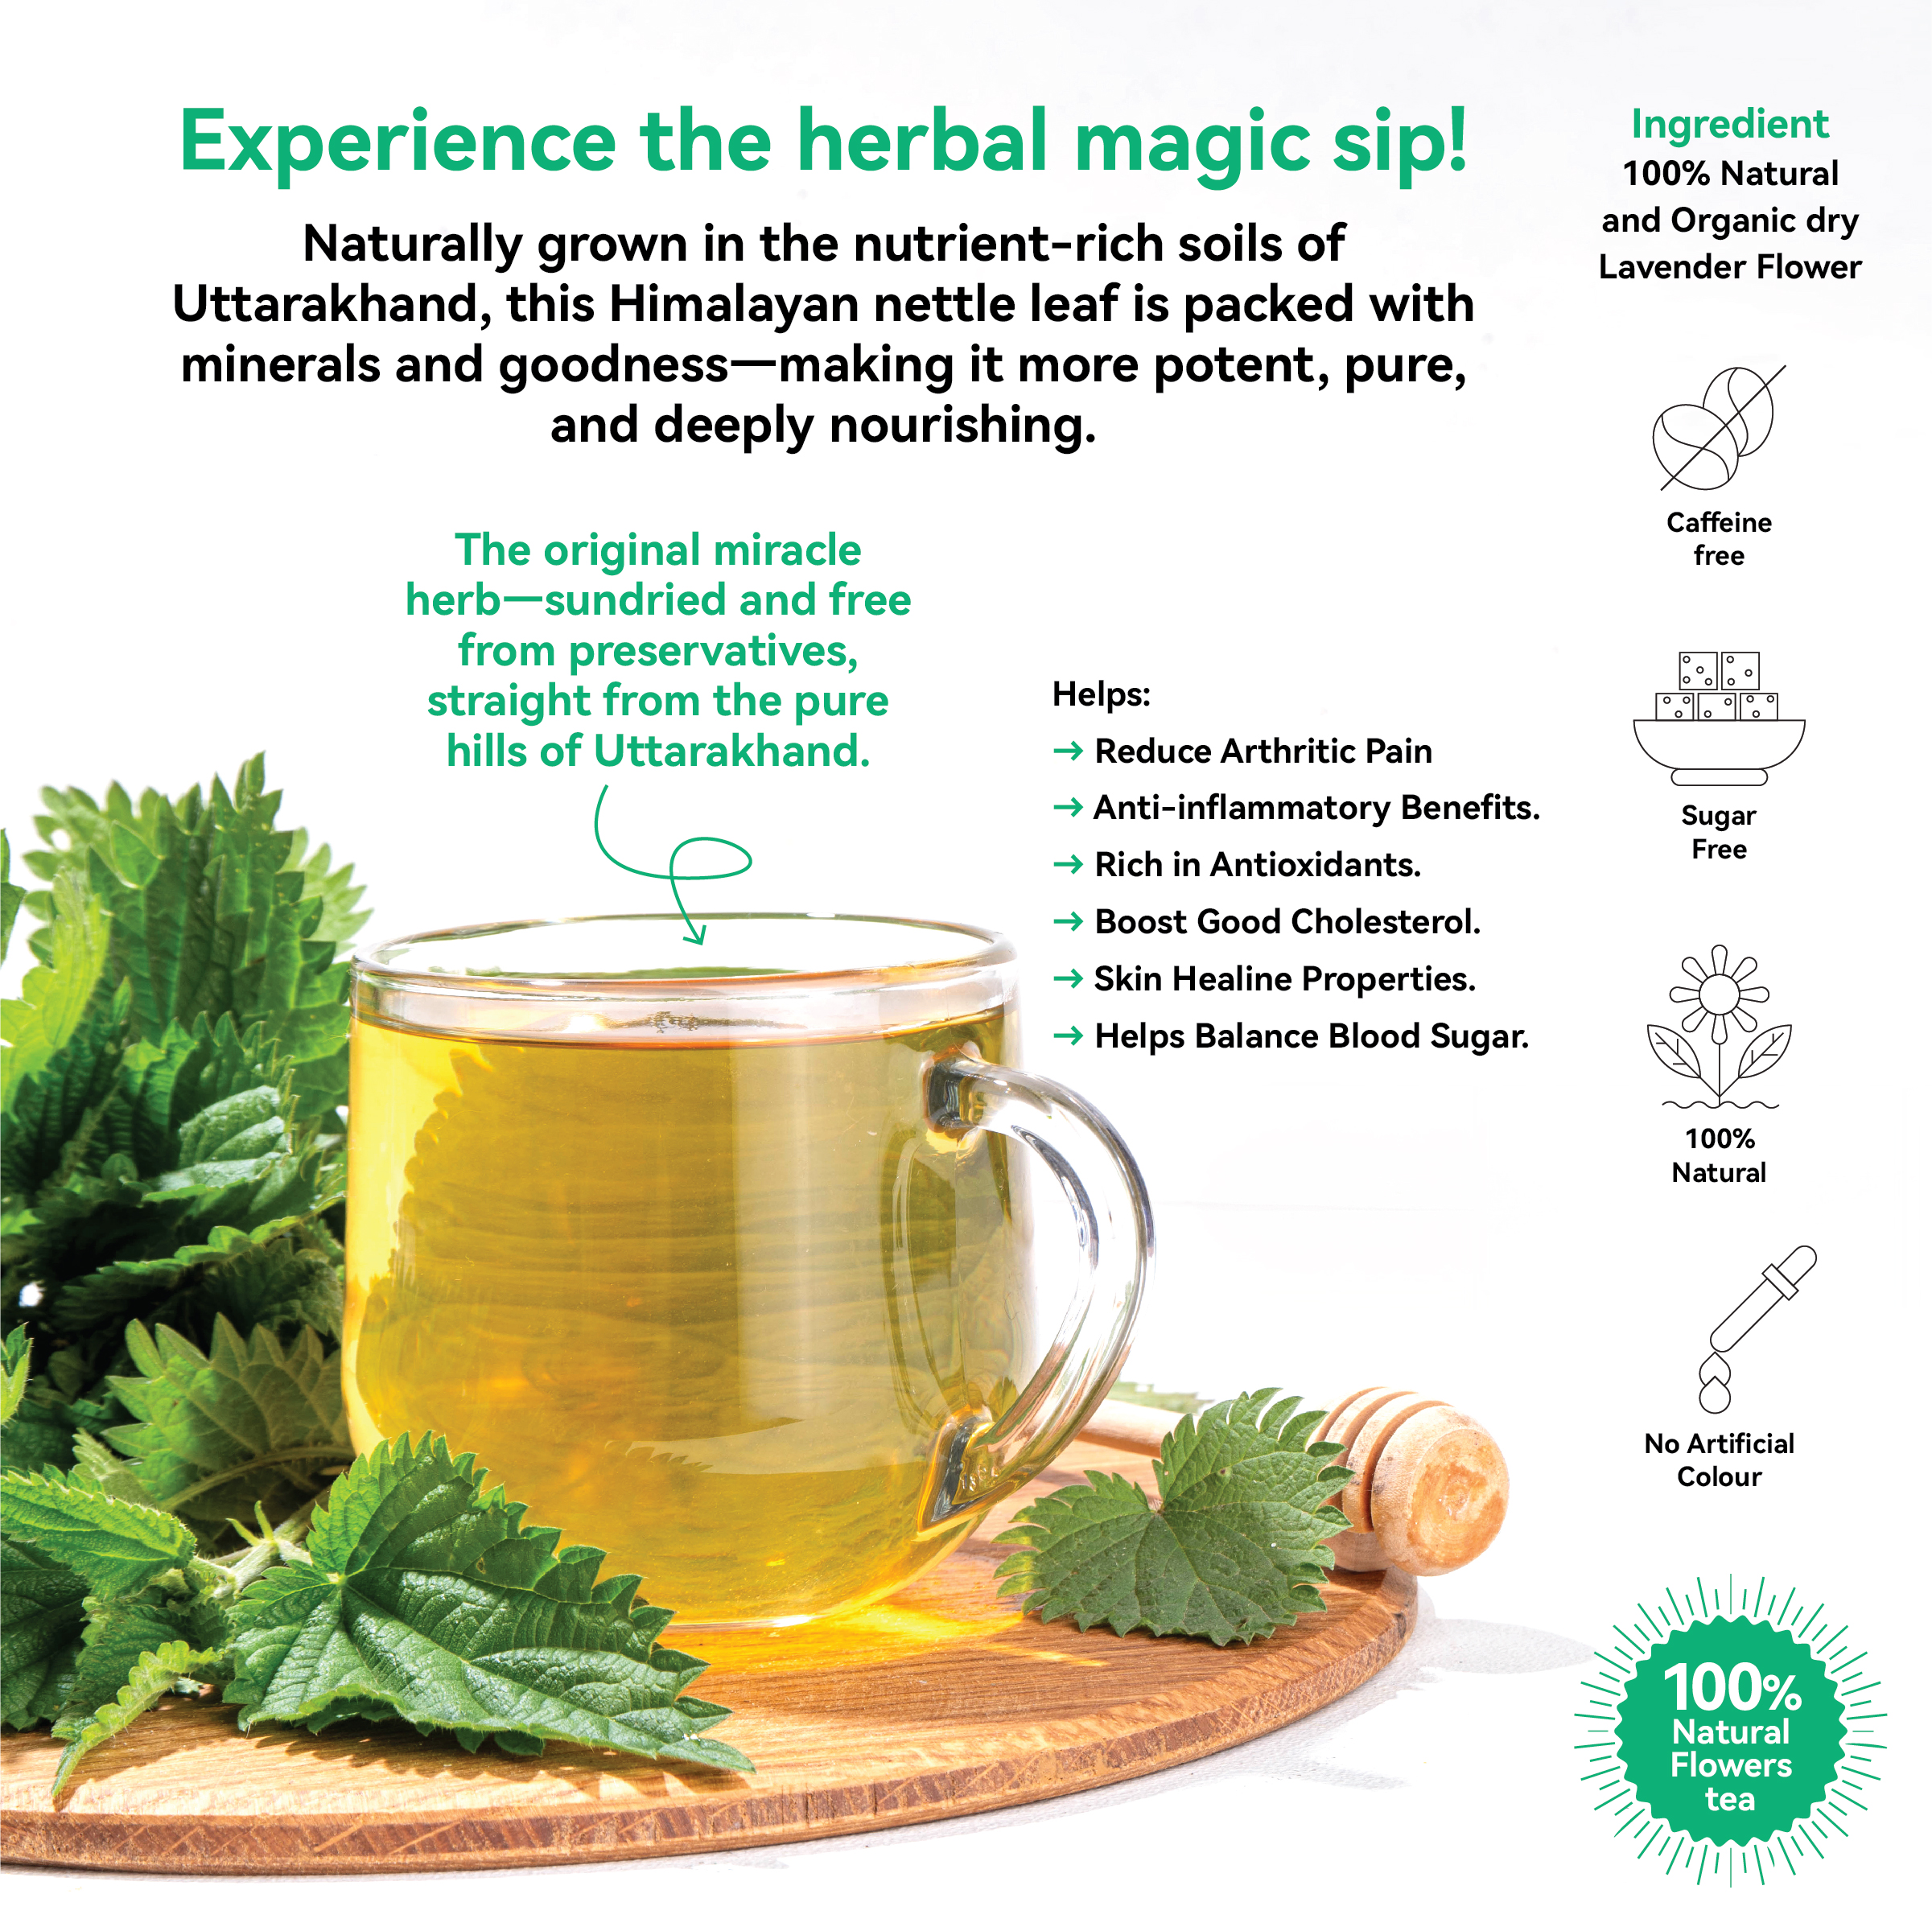 Experience the herbal magic sip!
Naturally grown in the nutrient-rich soils of
Uttarakhand, this Himalayan nettle leaf is packed with
minerals and goodness—making it more potent, pure,
and deeply nourishing.
The original miracle
herb—sundried and free
from preservatives,
straight from the pure
hills of Uttarakhand.
Helps:
→ Reduce Arthritic Pain
→ Anti-inflammatory Benefits.
→ Rich in Antioxidants.
→ Boost Good Cholesterol.
→ Skin Healine Properties.
→ Helps Balance Blood Sugar.
Ingredient
100% Natural
and Organic dry
Lavender Flower
Caffeine
free
Sugar
Free
100%
Natural
No Artificial
Colour
100%
Natural
Flowers
tea